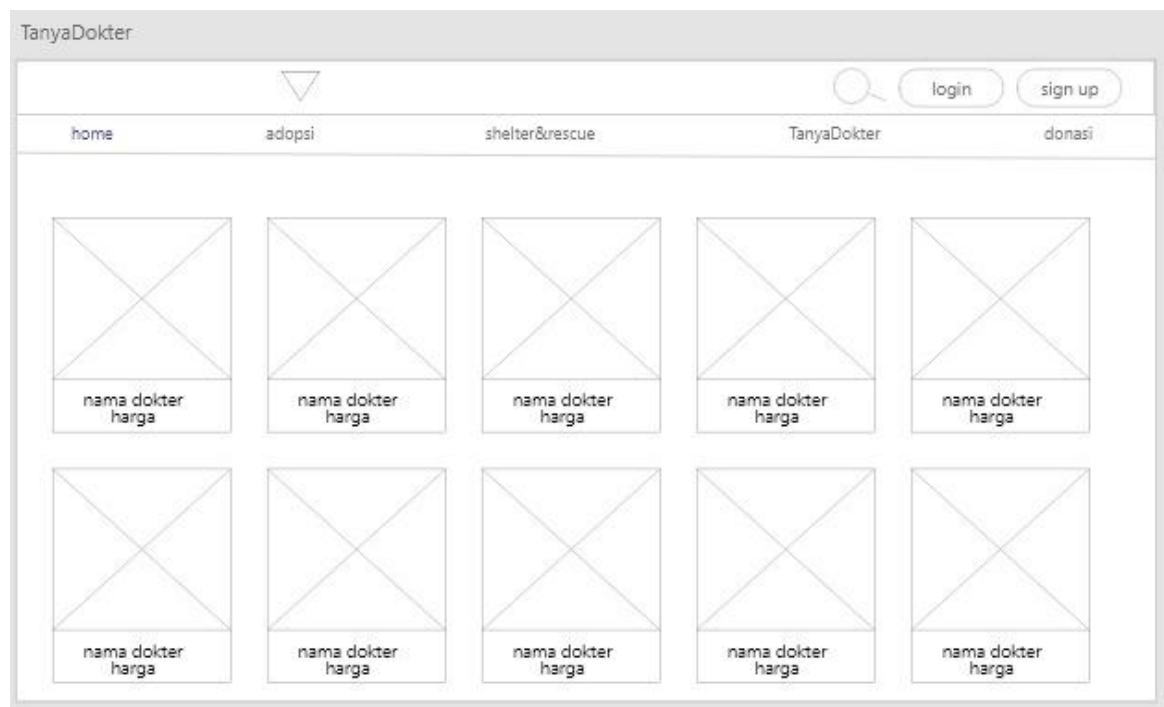 TanyaDokter
login sign up
home adopsi shelter&rescue TanyaDokter donasi
nama dokter nama dokter nama dokter nama dokter nama dokter
harga harga harga harga harga
nama dokter nama dokter nama dokter nama dokter nama dokter
harga harga harga harga harga